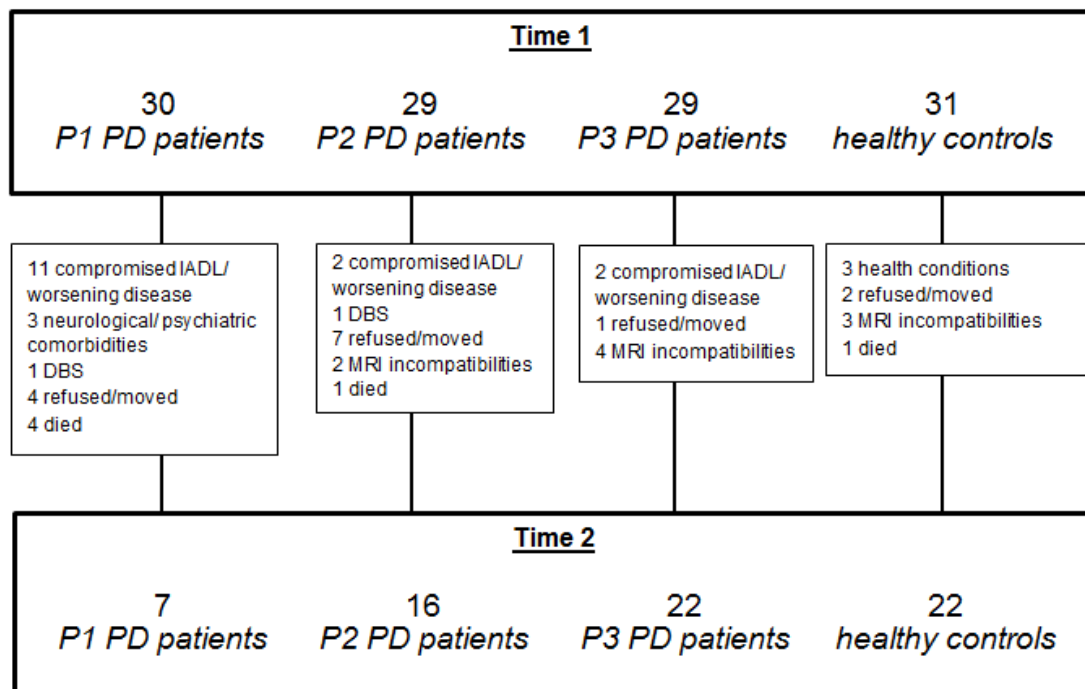 Time 1
30 29 29 31
P1 PD patients P2 PD patients P3 PD patients healthy controls
11 compromised IADL/
worsening disease
3 neurological/ psychiatric
comorbidities
1 DBS
4 refused/moved
4 died
2 compromised IADL/
worsening disease
1 DBS
7 refused/moved
2 MRI incompatibilities
1 died
2 compromised IADL/
worsening disease
1 refused/moved
4 MRI incompatibilities
3 health conditions
2 refused/moved
3 MRI incompatibilities
1 died
Time 2
7 16 22 22
P1 PD patients P2 PD patients P3 PD patients healthy controls